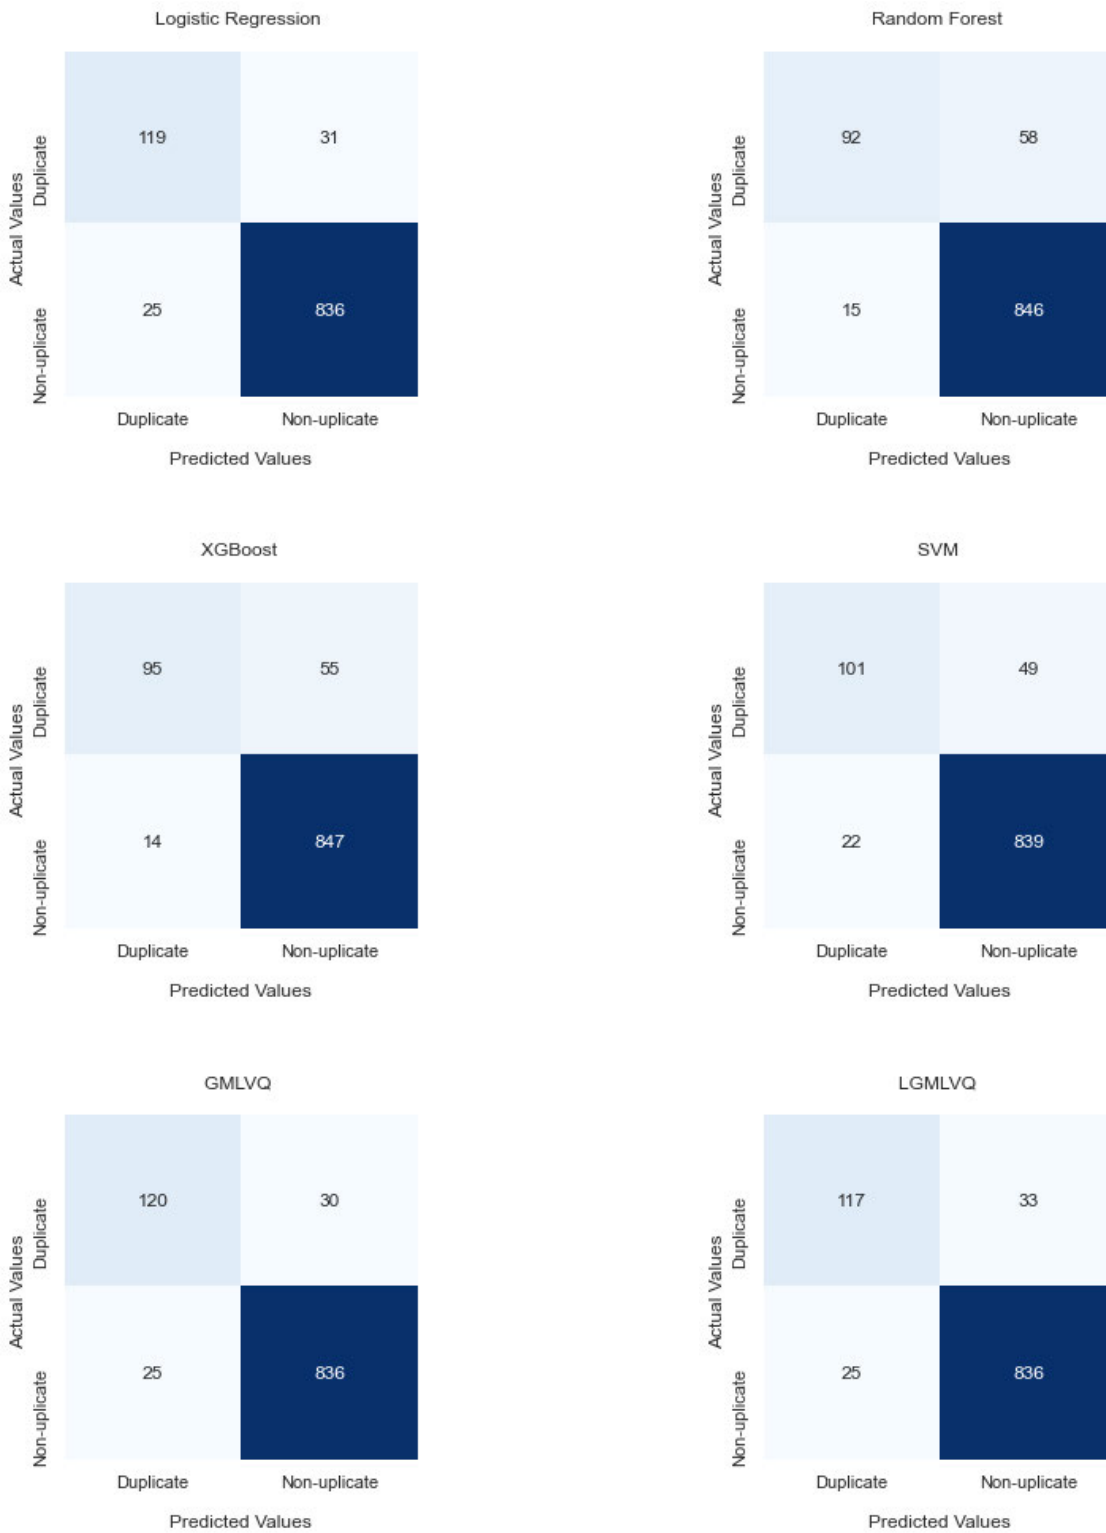 Logistic Regression
119 31
25 836
Actual Values
Duplicate
Non-uplicate
Duplicate Non-uplicate
Predicted Values
Random Forest
92 58
15 846
Actual Values
Duplicate
Non-uplicate
Duplicate Non-uplicate
Predicted Values
XGBoost
95 55
14 847
Actual Values
Duplicate
Non-uplicate
Duplicate Non-uplicate
Predicted Values
SVM
101 49
22 839
Actual Values
Duplicate
Non-uplicate
Duplicate Non-uplicate
Predicted Values
GMLVQ
120 30
25 836
Actual Values
Duplicate
Non-uplicate
Duplicate Non-uplicate
Predicted Values
LGMLVQ
117 33
25 836
Actual Values
Duplicate
Non-uplicate
Duplicate Non-uplicate
Predicted Values